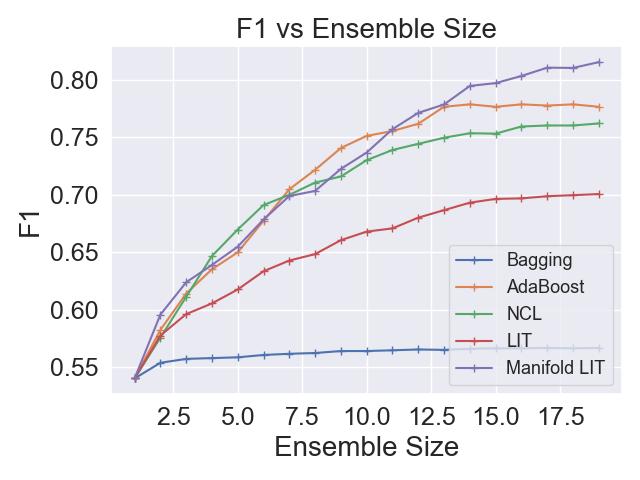 F1 vs Ensemble Size
F1
0.80
0.75
0.70
0.65
0.60
0.55
Bagging
AdaBoost
NCL
LIT
Manifold LIT
2.5 5.0 7.5 10.0 12.5 15.0 17.5
Ensemble Size